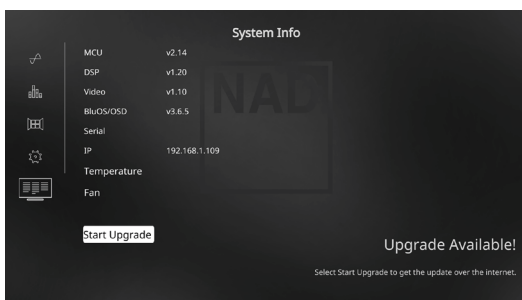 System Info
MCU v2.14
DSP v1.20
Video v1.10
BluOS/OSD v3.6.5
Serial
IP 192.168.1.109
Temperature
Fan
Start Upgrade
Upgrade Available!
Select Start Upgrade to get the update over the internet.
NAD